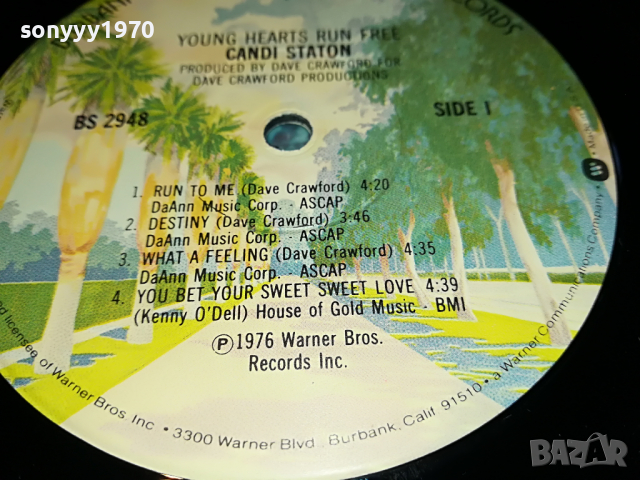 sonyyy1970
RECORDS
YOUNG HEARTS RUN FREE
CANDI STATON
PRODUCED BY DAVE CRAWFORD FOR
DAVE CRAWFORD PRODUCTIONS
BS 2948
SIDE 1
1. RUN TO ME (Dave Crawford) 4:20
DaAnn Music Corp. - ASCAP
2. DESTINY (Dave Crawford) 3:46
DaAnn Music Corp. - ASCAP
3. WHAT A FEELING (Dave Crawford) 4:35
DaAnn Music Corp. - ASCAP
4. YOU BET YOUR SWEET SWEET LOVE 4:39
(Kenny O'Dell) House of Gold Music - BMI
℗1976 Warner Bros.
Records Inc.
licensee of Warner Bros. Inc. • 3300 Warner Blvd., Burbank, Calif. 91510 • a Warner Communications Company •
BAZAR